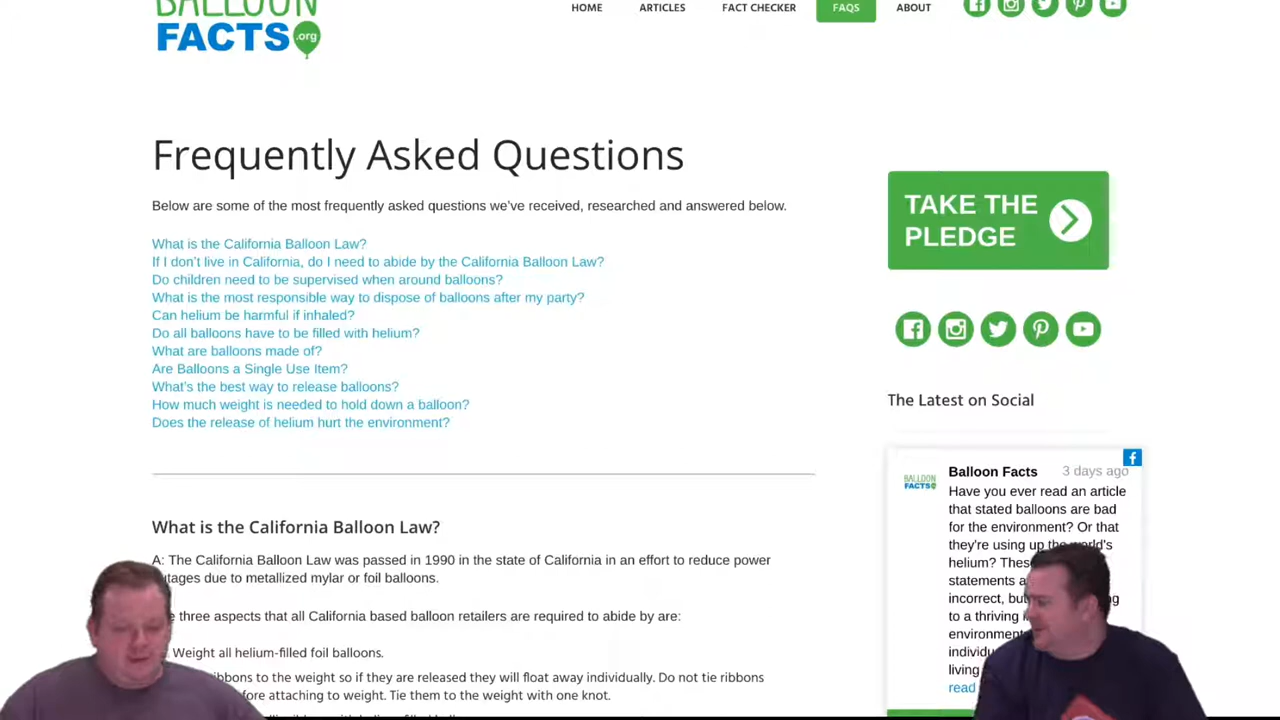 BALLOON
FACTS.org
HOME ARTICLES FACT CHECKER FAQS ABOUT
Frequently Asked Questions
Below are some of the most frequently asked questions we've received, researched and answered below.
What is the California Balloon Law?
If I don't live in California, do I need to abide by the California Balloon Law?
Do children need to be supervised when around balloons?
What is the most responsible way to dispose of balloons after my party?
Can helium be harmful if inhaled?
Do all balloons have to be filled with helium?
What are balloons made of?
Are Balloons a Single Use Item?
What's the best way to release balloons?
How much weight is needed to hold down a balloon?
Does the release of helium hurt the environment?
What is the California Balloon Law?
A: The California Balloon Law was passed in 1990 in the state of California in an effort to reduce power
due to metallized mylar or foil balloons.
three aspects that all California based balloon retailers are required to abide by are:
Weight all helium-filled foil balloons.
to the weight so if they are released they will float away individually. Do not tie ribbons
attaching to weight. Tie them to the weight with one knot.
TAKE THE
PLEDGE
The Latest on Social
BALLOON
FACTS
Balloon Facts 3 days ago
Have you ever read an article
that stated balloons are bad
for the environment? Or that
they're using up the
helium?
statements
incorrect,
to a thriving
living
read